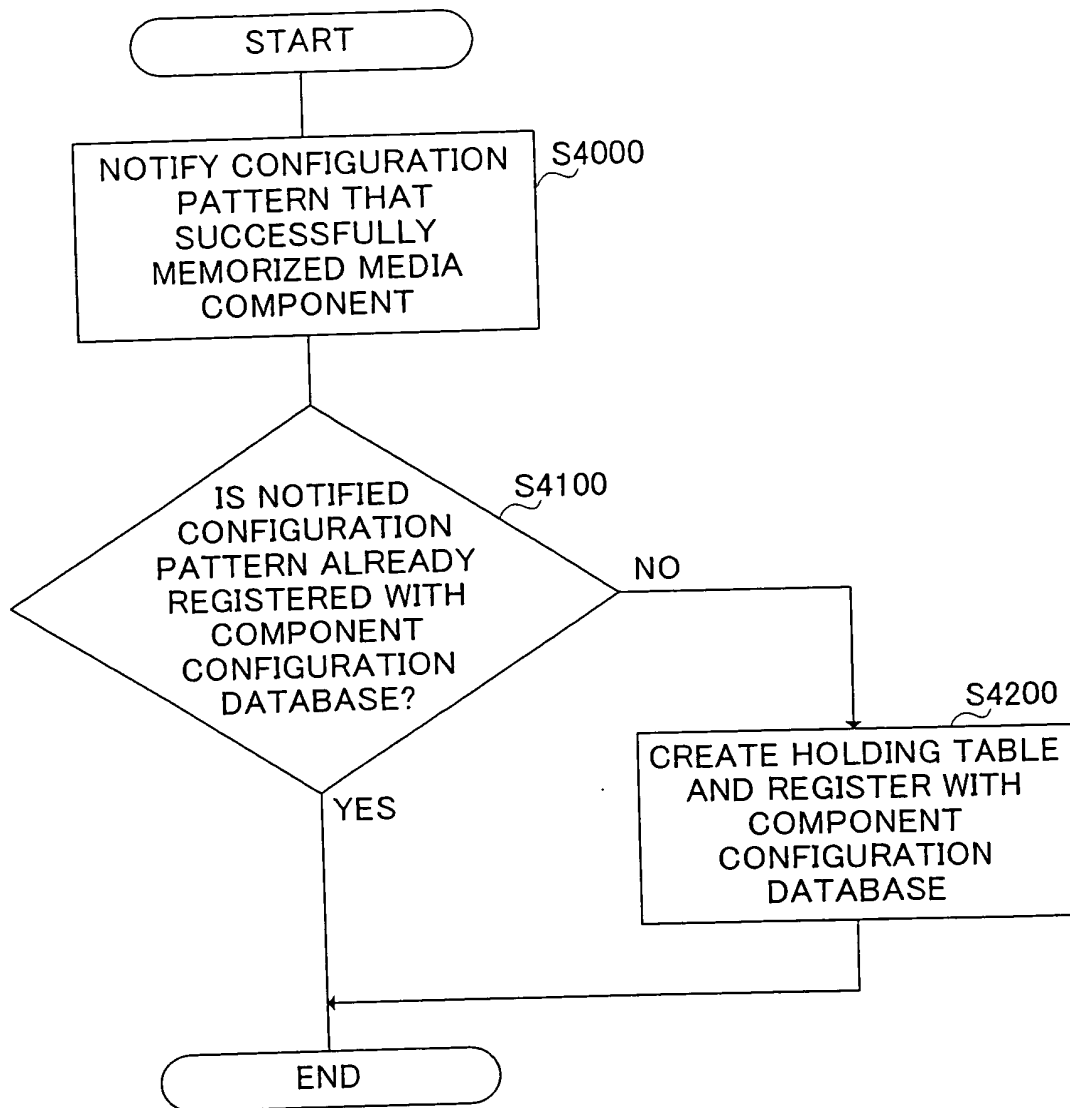 START
S4000
NOTIFY CONFIGURATION
PATTERN THAT
SUCCESSFULLY
MEMORIZED MEDIA
COMPONENT
S4100
IS NOTIFIED
CONFIGURATION
PATTERN ALREADY
REGISTERED WITH
COMPONENT
CONFIGURATION
DATABASE?
NO
YES
S4200
CREATE HOLDING TABLE
AND REGISTER WITH
COMPONENT
CONFIGURATION
DATABASE
END